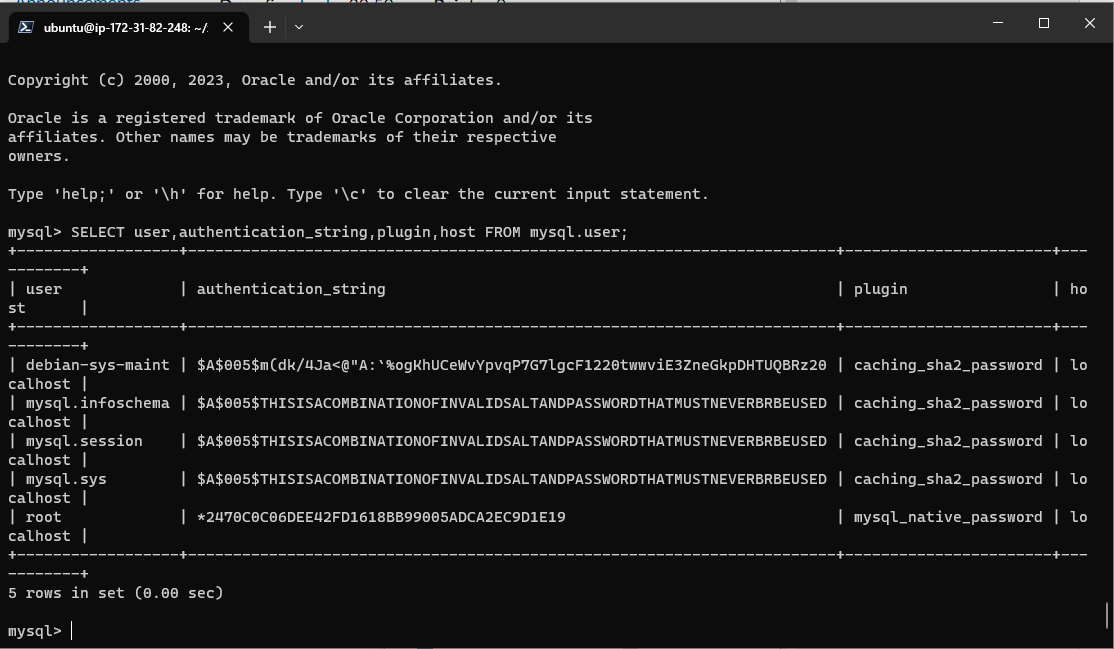 ubuntu@ip-172-31-82-248: ~/
Copyright (c) 2000, 2023, Oracle and/or its affiliates.
Oracle is a registered trademark of Oracle Corporation and/or its
affiliates. Other names may be trademarks of their respective
owners.
Type 'help;' or '\h' for help. Type '\c' to clear the current input statement.
mysql> SELECT user,authentication_string,plugin,host FROM mysql.user;
+------------------+------------------------------------------------------------------------+-----------------------+---
--------+
| user             | authentication_string                                                  | plugin                | ho
st      |
+------------------+------------------------------------------------------------------------+-----------------------+---
--------+
| debian-sys-maint | $A$005$m(dk/4Ja<@"A:`%ogKhUCeWvYpvqP7G7lgcF1220twwviE3ZneGkpDHTUQBRz20 | caching_sha2_password | lo
calhost |
| mysql.infoschema | $A$005$THISISACOMBINATIONOFINVALIDSALTANDPASSWORDTHATMUSTNEVERBRBEUSED | caching_sha2_password | lo
calhost |
| mysql.session    | $A$005$THISISACOMBINATIONOFINVALIDSALTANDPASSWORDTHATMUSTNEVERBRBEUSED | caching_sha2_password | lo
calhost |
| mysql.sys        | $A$005$THISISACOMBINATIONOFINVALIDSALTANDPASSWORDTHATMUSTNEVERBRBEUSED | caching_sha2_password | lo
calhost |
| root             | *2470C0C06DEE42FD1618BB99005ADCA2EC9D1E19                              | mysql_native_password | lo
calhost |
+------------------+------------------------------------------------------------------------+-----------------------+---
--------+
5 rows in set (0.00 sec)
mysql>